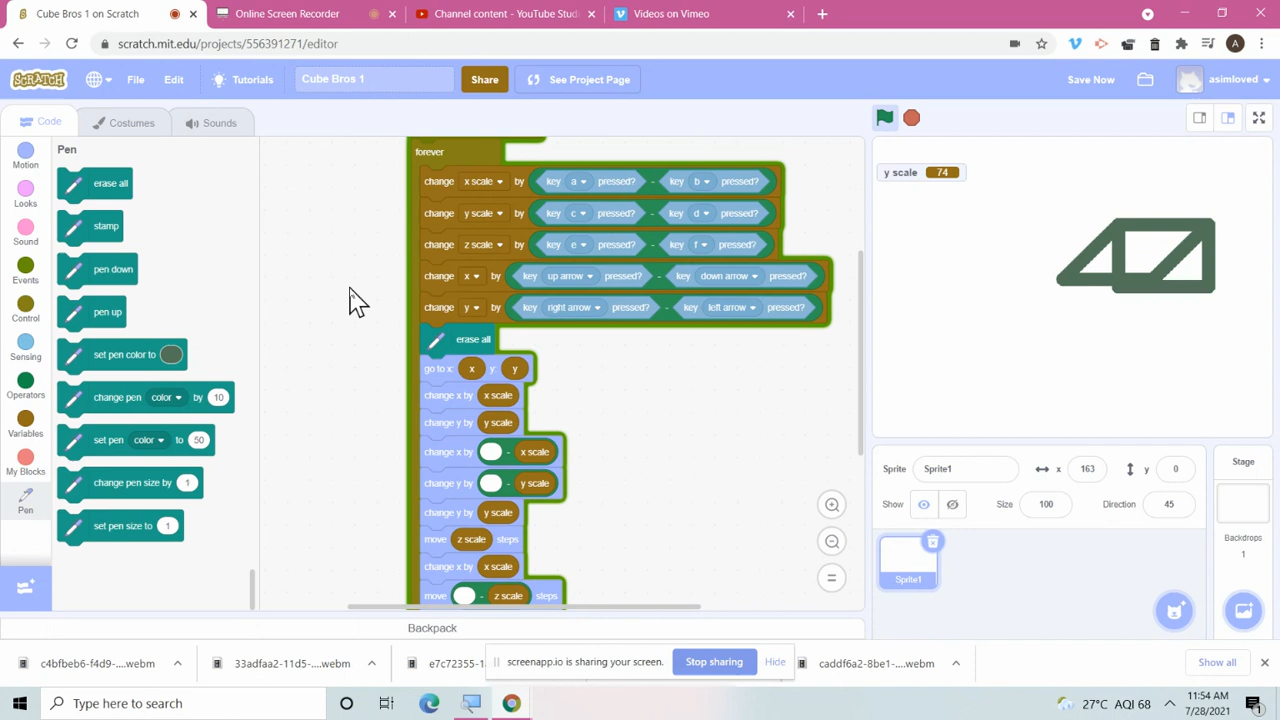 Cube Bros 1 on Scratch
Online Screen Recorder
Channel content - YouTube Stud
Videos on Vimeo
scratch.mit.edu/projects/556391271/editor
A
SCRATCH
File
Edit
Tutorials
Cube Bros 1
Share
See Project Page
Save Now
asimloved
Code
Costumes
Sounds
Motion
Looks
Sound
Events
Control
Sensing
Operators
Variables
My Blocks
Pen
Pen
erase all
stamp
pen down
pen up
set pen color to
change pen color by 10
set pen color to 50
change pen size by 1
set pen size to 1
forever
change x scale by key a pressed? - key b pressed?
change y scale by key c pressed? - key d pressed?
change z scale by key e pressed? - key f pressed?
change x by key up arrow pressed? - key down arrow pressed?
change y by key right arrow pressed? - key left arrow pressed?
erase all
go to x: x y: y
change x by x scale
change y by y scale
change x by - x scale
change y by - y scale
change y by y scale
move z scale steps
change x by x scale
move - z scale steps
y scale 74
Sprite Sprite1 x 163 y 0
Show Size 100 Direction 45
Sprite1
Stage
Backdrops
1
Backpack
c4bfbeb6-f4d9-....webm
33adfaa2-11d5-....webm
e7c72355-1
screenapp.io is sharing your screen.
Stop sharing
Hide
caddf6a2-8be1-....webm
Show all
Type here to search
27°C AQI 68
11:54 AM
7/28/2021
1